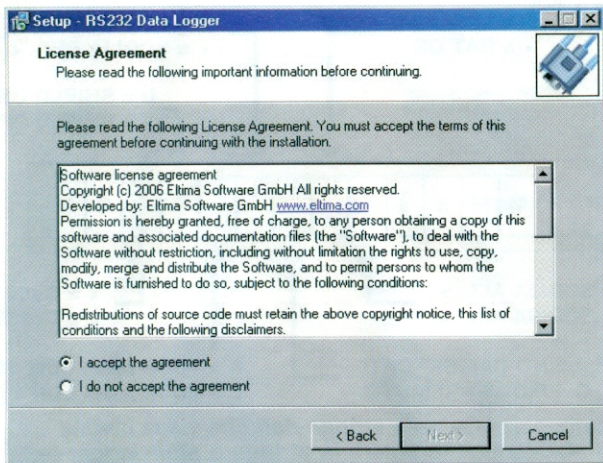 Setup - RS232 Data Logger
License Agreement
Please read the following important information before continuing.
Please read the following License Agreement. You must accept the terms of this
agreement before continuing with the installation.
Software license agreement
Copyright (c) 2006 Eltima Software GmbH All rights reserved.
Developed by: Eltima Software GmbH www.eltima.com
Permission is hereby granted, free of charge, to any person obtaining a copy of this
software and associated documentation files (the "Software"), to deal with the
Software without restriction, including without limitation the rights to use, copy,
modify, merge and distribute the Software, and to permit persons to whom the
Software is furnished to do so, subject to the following conditions:
Redistributions of source code must retain the above copyright notice, this list of
conditions and the following disclaimers.
I accept the agreement
I do not accept the agreement
< Back
Next >
Cancel